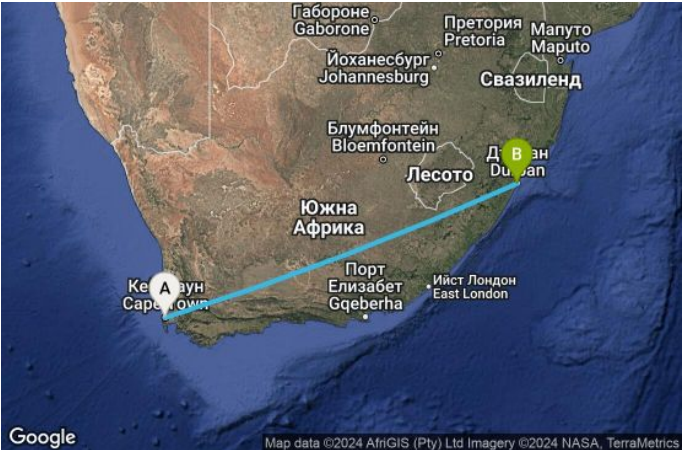 Габороне
Gaborone
Претория
Pretoria
Мапуто
Maputo
Йоханесбург
Johannesburg
Свазиленд
Блумфонтейн
Bloemfontein
B
Лесото
Южна
Африка
A
Порт
Елизабет
Gqeberha
Ийст Лондон
East London
Google
Map data ©2024 AfriGIS (Pty) Ltd Imagery ©2024 NASA, TerraMetrics